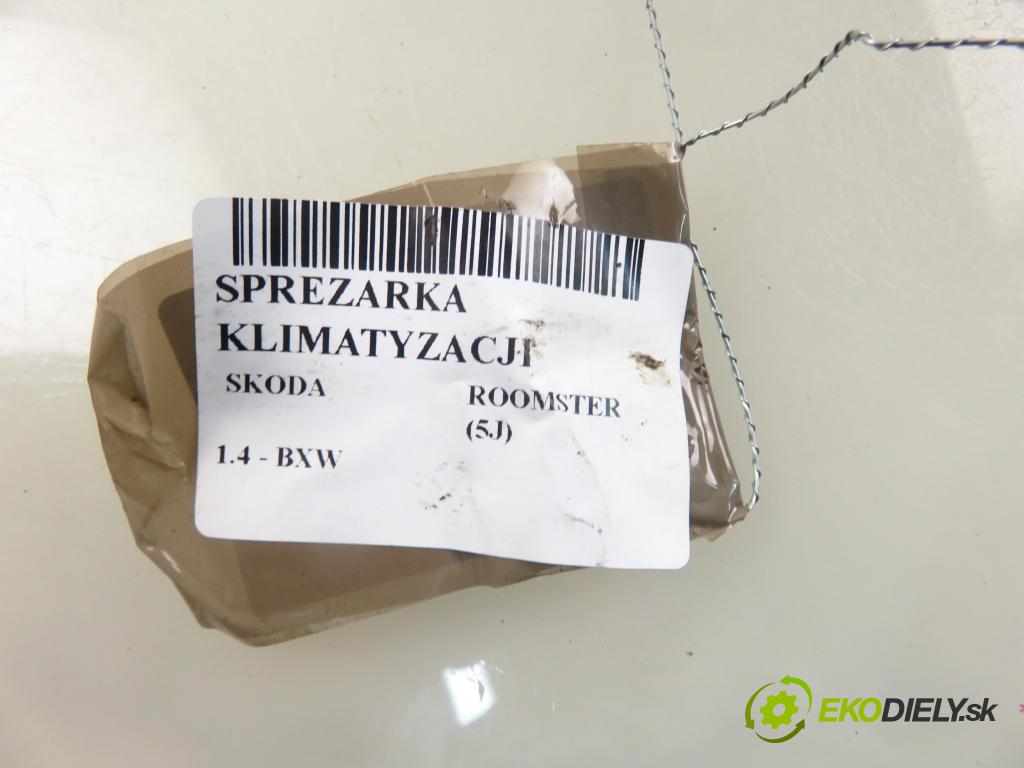 SPREZARKA
KLIMATYZACJI
SKODA
ROOMSTER
(5J)
1.4 - BXW
EKODIELY.sk